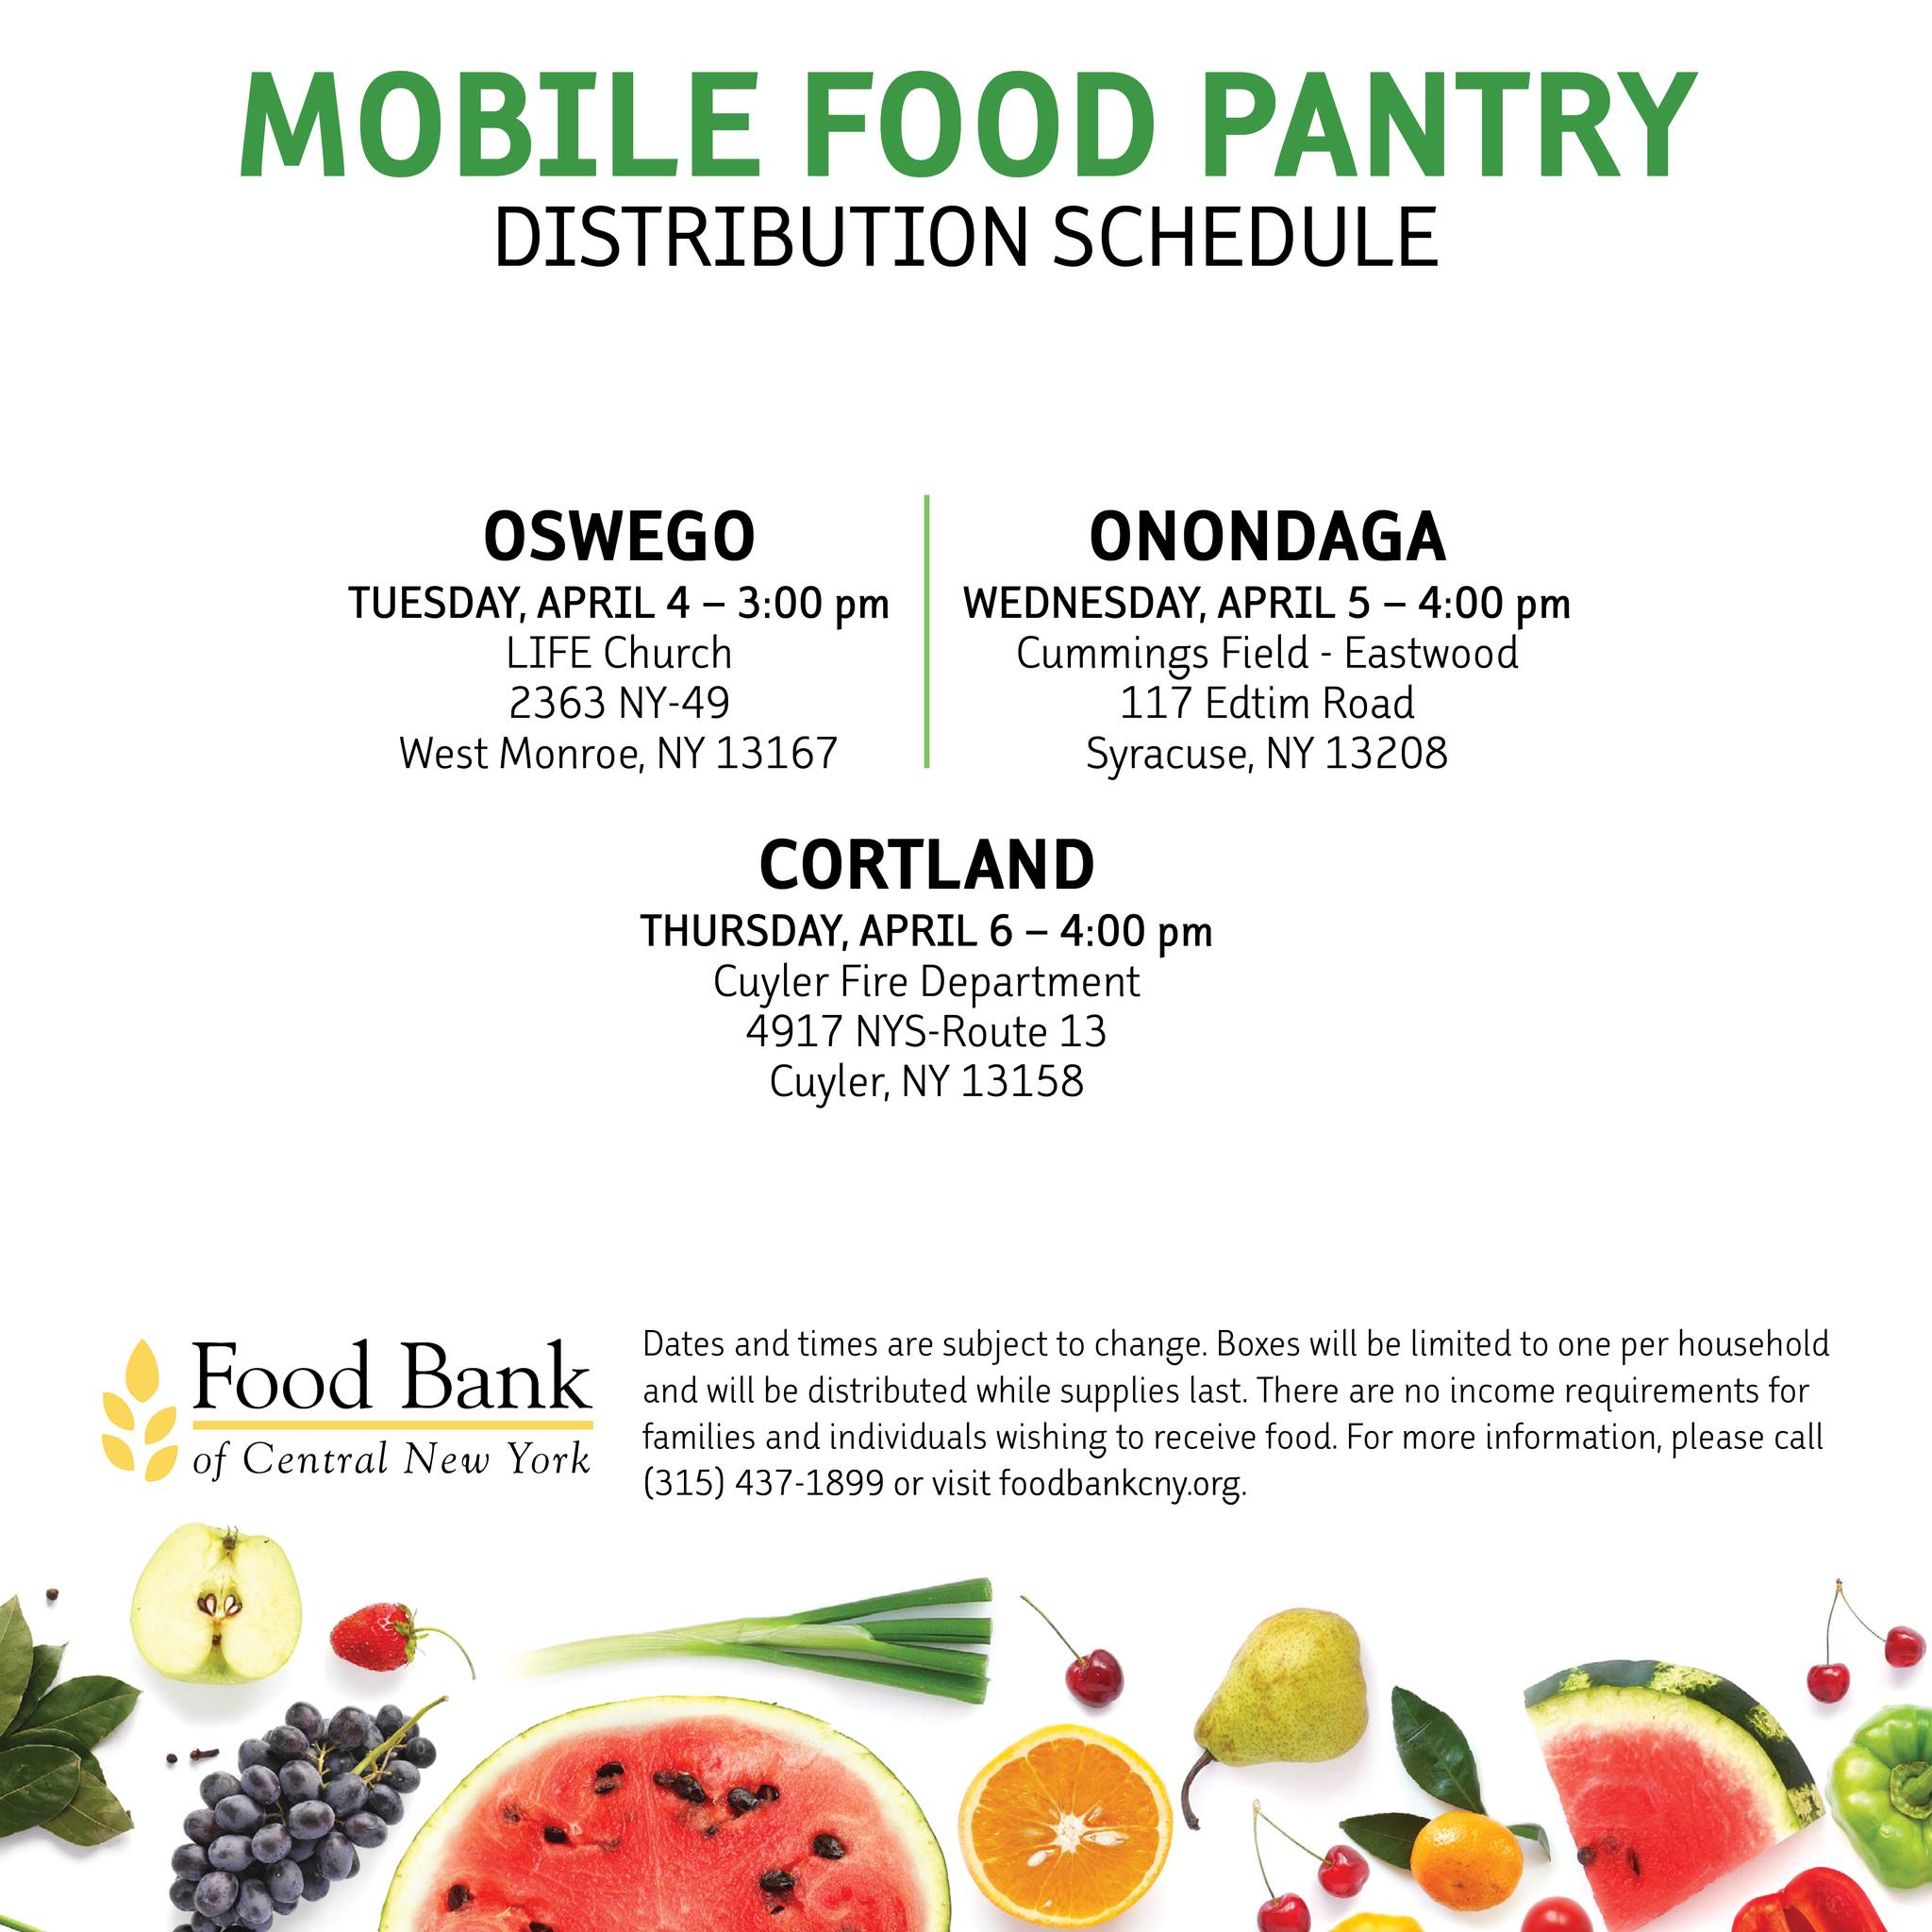 MOBILE FOOD PANTRY
DISTRIBUTION SCHEDULE
OSWEGO
TUESDAY, APRIL 4 – 3:00 pm
LIFE Church
2363 NY-49
West Monroe, NY 13167
ONONDAGA
WEDNESDAY, APRIL 5 – 4:00 pm
Cummings Field - Eastwood
117 Edtim Road
Syracuse, NY 13208
CORTLAND
THURSDAY, APRIL 6 – 4:00 pm
Cuyler Fire Department
4917 NYS-Route 13
Cuyler, NY 13158
Food Bank
of Central New York
Dates and times are subject to change. Boxes will be limited to one per household
and will be distributed while supplies last. There are no income requirements for
families and individuals wishing to receive food. For more information, please call
(315) 437-1899 or visit foodbankcny.org.